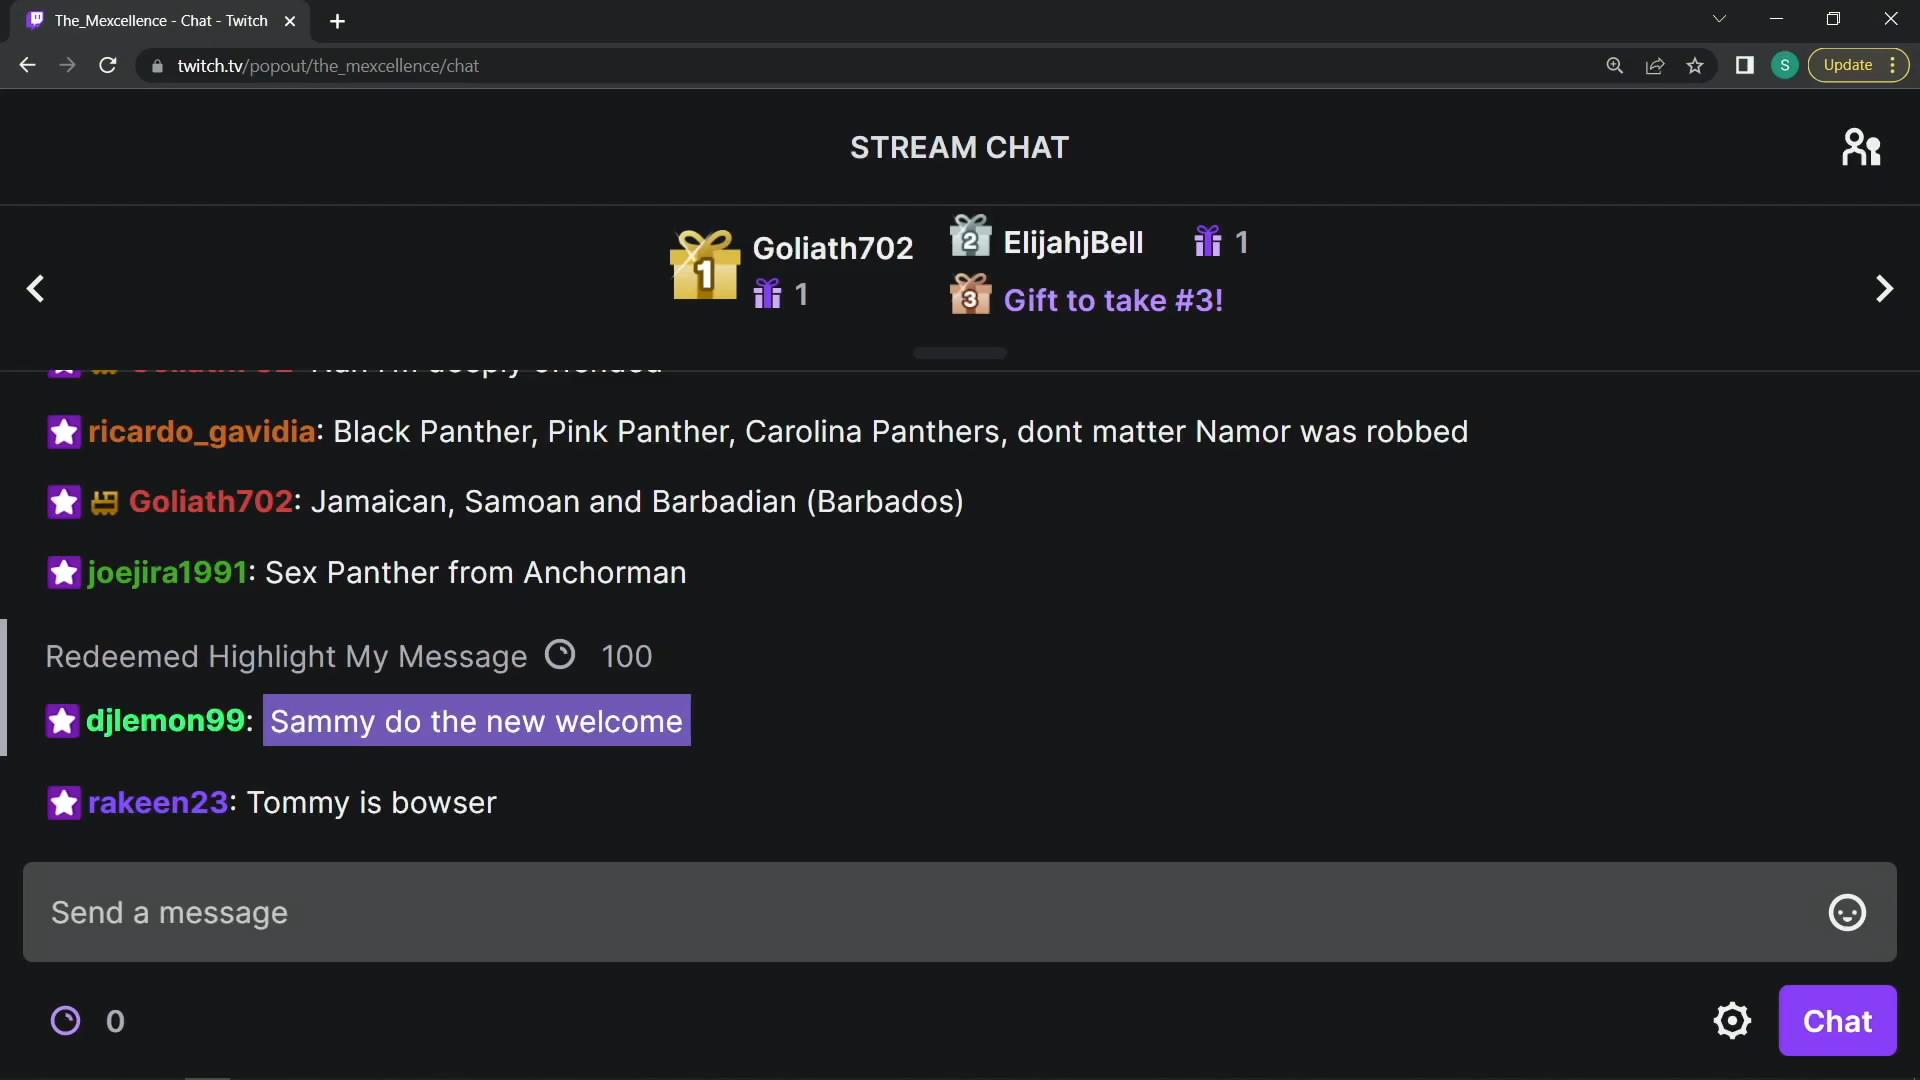 The_Mexcellence - Chat - Twitch
twitch.tv/popout/the_mexcellence/chat
S
Update
STREAM CHAT
1
Goliath702
1
2
ElijahjBell
1
3
Gift to take #3!
ricardo_gavidia: Black Panther, Pink Panther, Carolina Panthers, dont matter Namor was robbed
Goliath702: Jamaican, Samoan and Barbadian (Barbados)
joejira1991: Sex Panther from Anchorman
Redeemed Highlight My Message 100
djlemon99: Sammy do the new welcome
rakeen23: Tommy is bowser
Send a message
0
Chat